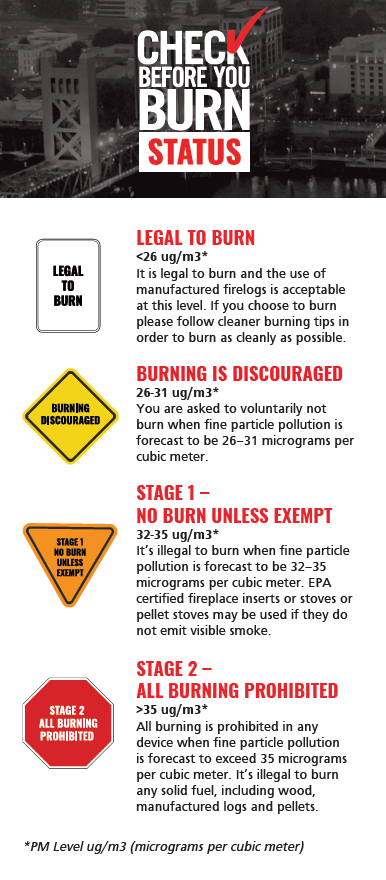 CHECK
BEFORE YOU
BURN
STATUS
LEGAL
TO
BURN
LEGAL TO BURN
<26 ug/m3*
It is legal to burn and the use of
manufactured firelogs is acceptable
at this level. If you choose to burn
please follow cleaner burning tips in
order to burn as cleanly as possible.
BURNING
DISCOURAGED
BURNING IS DISCOURAGED
26-31 ug/m3*
You are asked to voluntarily not
burn when fine particle pollution is
forecast to be 26–31 micrograms per
cubic meter.
STAGE 1
NO BURN
UNLESS
EXEMPT
STAGE 1 –
NO BURN UNLESS EXEMPT
32-35 ug/m3*
It’s illegal to burn when fine particle
pollution is forecast to be 32–35
micrograms per cubic meter. EPA
certified fireplace inserts or stoves or
pellet stoves may be used if they do
not emit visible smoke.
STAGE 2
ALL BURNING
PROHIBITED
STAGE 2 –
ALL BURNING PROHIBITED
>35 ug/m3*
All burning is prohibited in any
device when fine particle pollution
is forecast to exceed 35 micrograms
per cubic meter. It’s illegal to burn
any solid fuel, including wood,
manufactured logs and pellets.
*PM Level ug/m3 (micrograms per cubic meter)